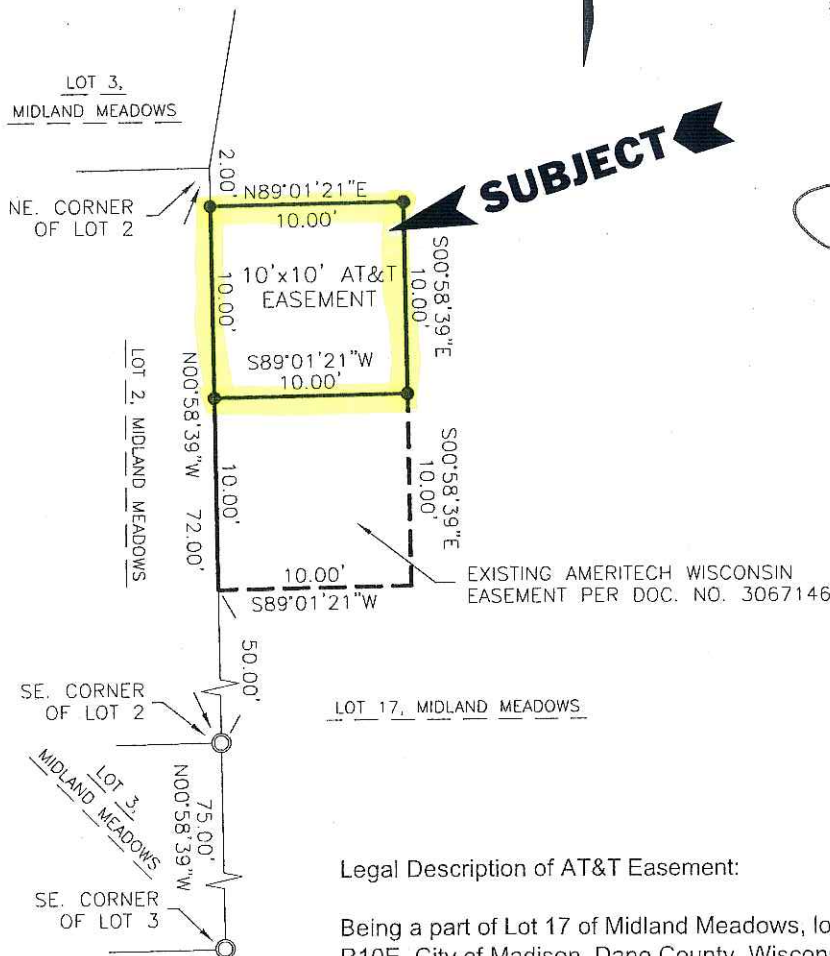 LOT 3,
MIDLAND MEADOWS
SUBJECT
NE. CORNER
OF LOT 2
2.00'
N89°01'21"E
10.00'
10.00'
10'x10' AT&T
EASEMENT
S00°58'39"E
10.00'
S89°01'21"W
10.00'
LOT 2, MIDLAND MEADOWS
N00°58'39"W 72.00'
10.00'
S00°58'39"E
10.00'
10.00'
S89°01'21"W
EXISTING AMERITECH WISCONSIN
EASEMENT PER DOC. NO. 3067146
50.00'
SE. CORNER
OF LOT 2
LOT 17, MIDLAND MEADOWS
LOT 3,
MIDLAND MEADOWS
75.00'
N00°58'39"W
SE. CORNER
OF LOT 3
Legal Description of AT&T Easement:
Being a part of Lot 17 of Midland Meadows, lo
R10E, City of Madison, Dane County, Wiscon